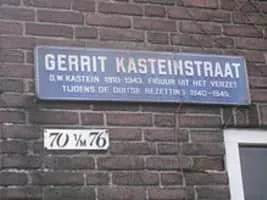 GERRIT KASTEINSTRAAT
G.W. KASTEIN 1910-1943. FIGUUR UIT HET VERZET
TIJDENS DE DUITSE BEZETTING 1940-1945.
70 t/m 76